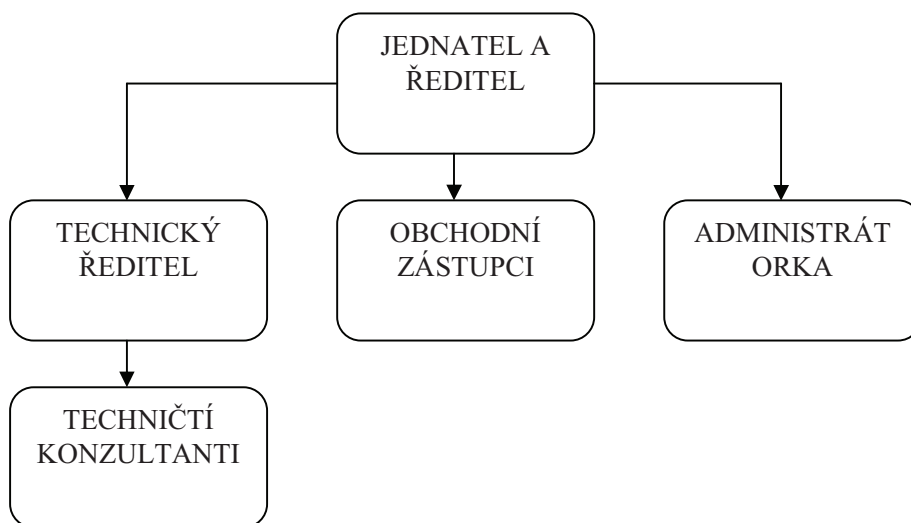 JEDNATEL A
ŘEDITEL
TECHNICKÝ
ŘEDITEL
OBCHODNÍ
ZÁSTUPCI
ADMINISTRÁT
ORKA
TECHNIČTÍ
KONZULTANTI